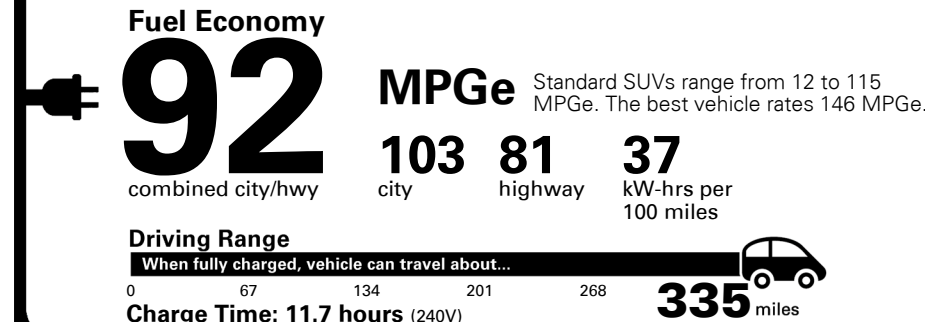 Fuel Economy
92
MPGe
Standard SUVs range from 12 to 115
MPGe. The best vehicle rates 146 MPGe.
combined city/hwy
103
city
81
highway
37
kW-hrs per
100 miles
Driving Range
When fully charged, vehicle can travel about...
0 67 134 201 268 335 miles
Charge Time: 11.7 hours (240V)